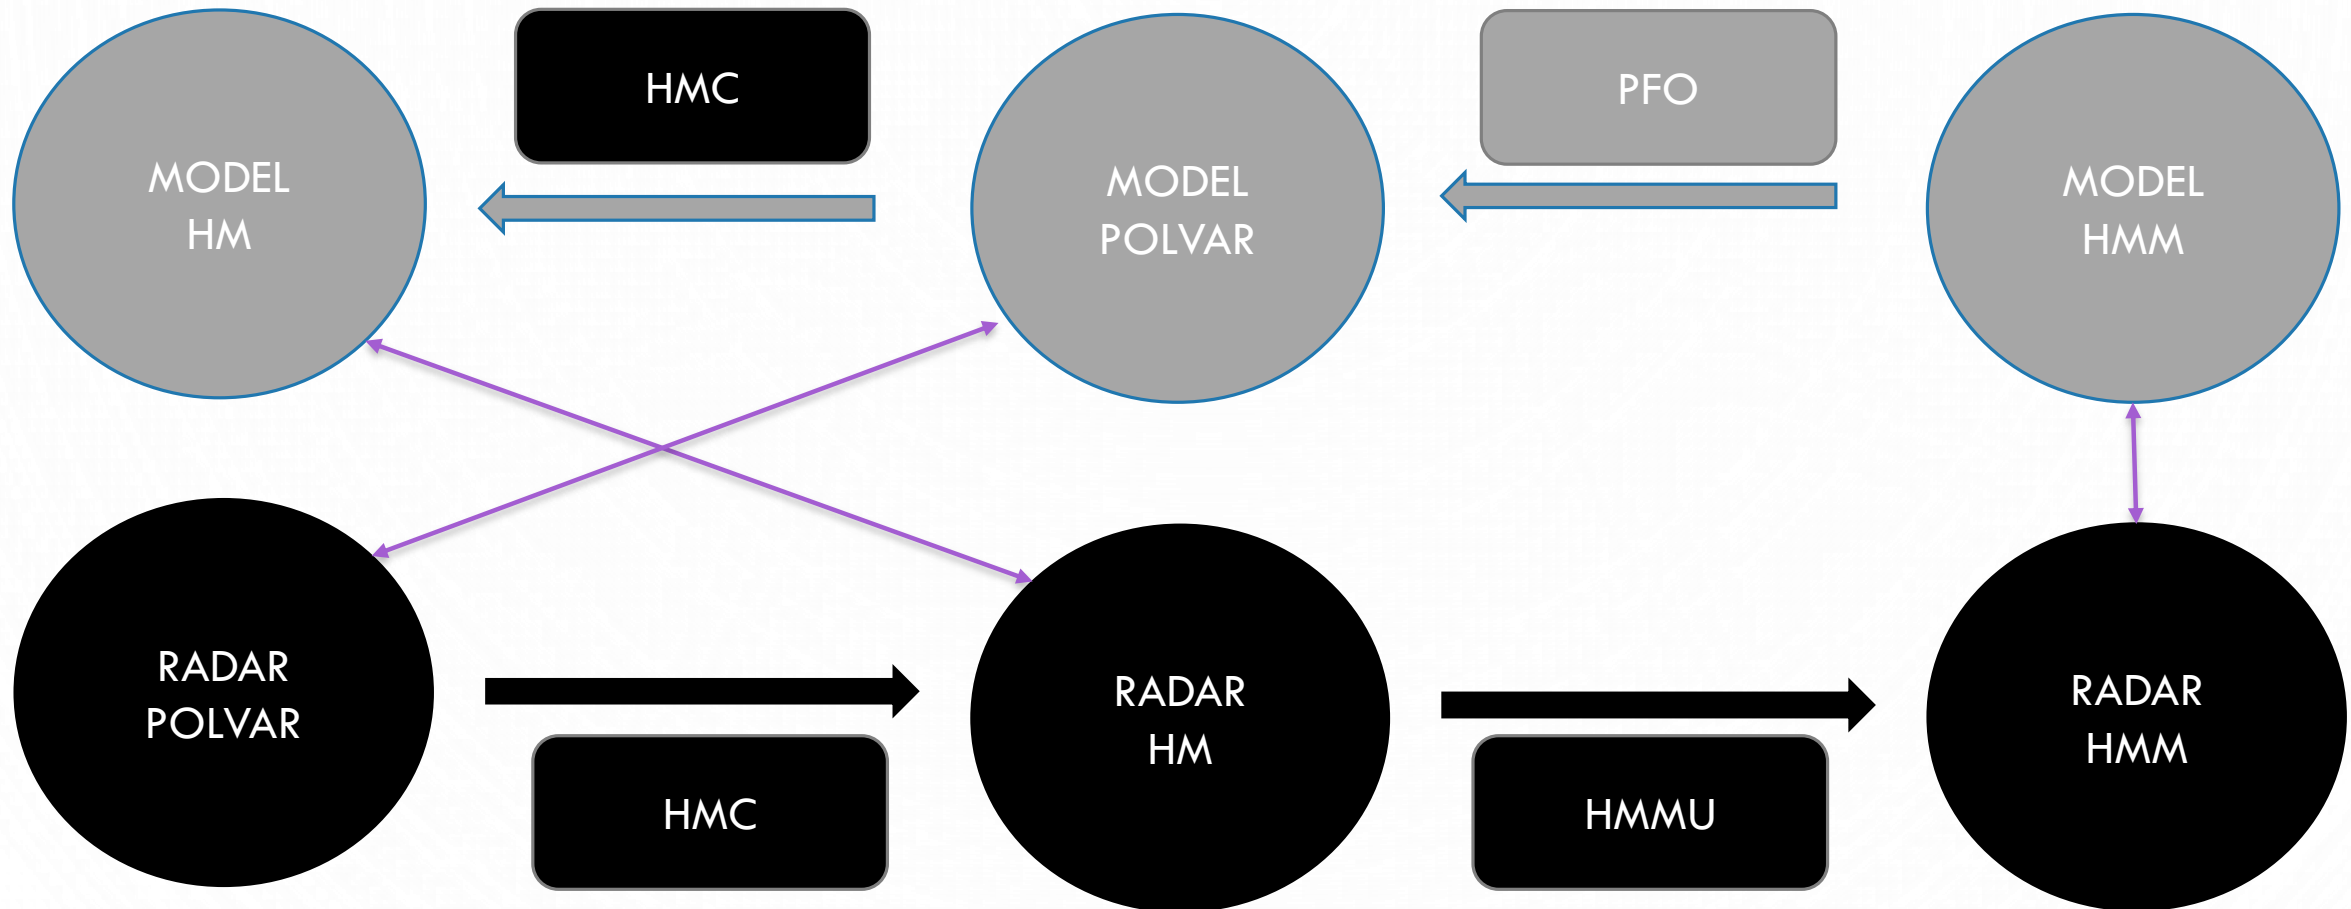 MODEL
HM
HMC
MODEL
POLVAR
PFO
MODEL
HMM
RADAR
POLVAR
HMC
RADAR
HM
HMMU
RADAR
HMM